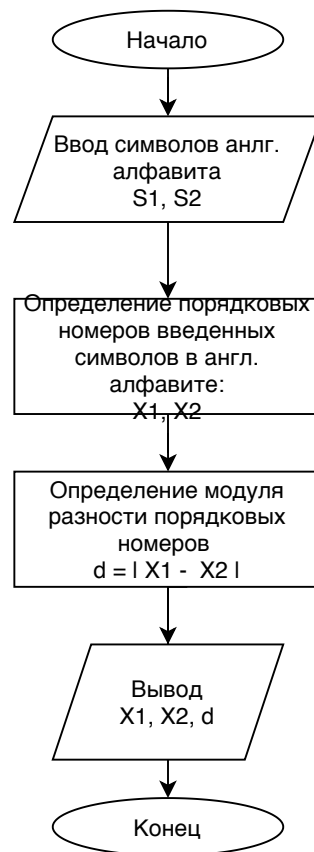 Начало
Ввод символов анлг.
алфавита
S1, S2
Определение порядковых
номеров введенных
символов в англ.
алфавите:
X1, X2
Определение модуля
разности порядковых
номеров
d = | X1 - X2 |
Вывод
X1, X2, d
Конец